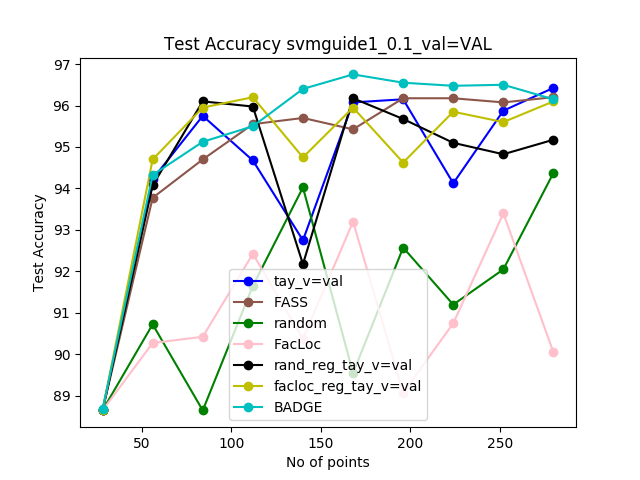 Test Accuracy svmguide1_0.1_val=VAL
97
96
95
94
93
92
91
90
89
Test Accuracy
tay_v=val
FASS
random
FacLoc
rand_reg_tay_v=val
facloc_reg_tay_v=val
BADGE
50
100
150
200
250
No of points